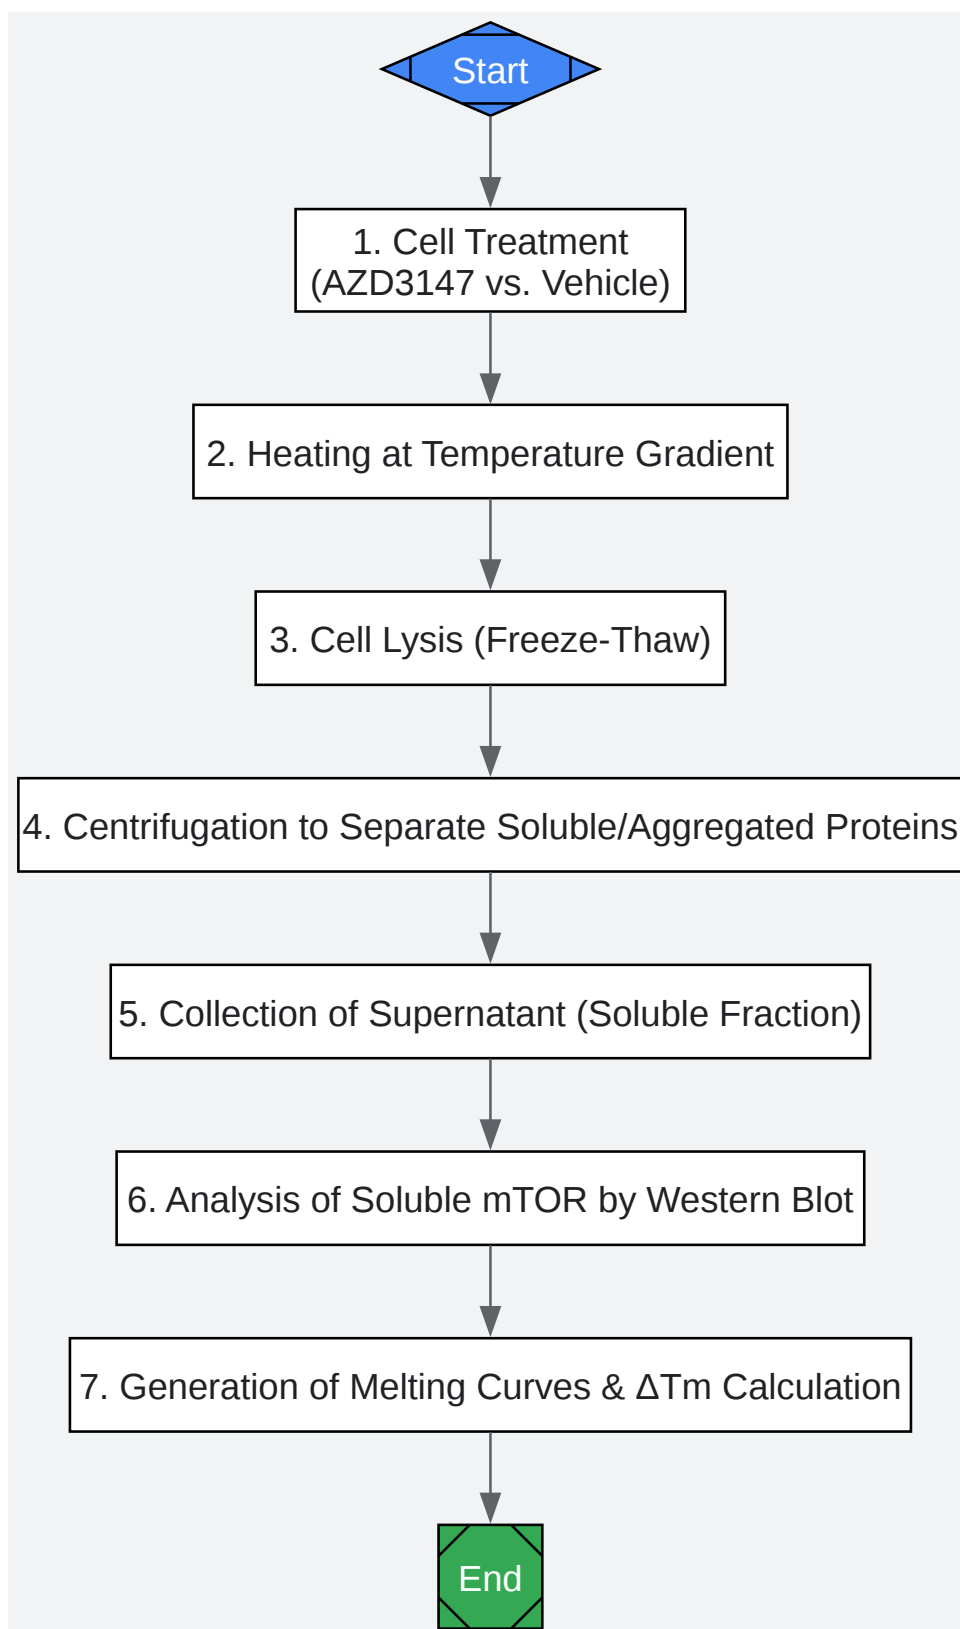 Start
1. Cell Treatment
(AZD3147 vs. Vehicle)
2. Heating at Temperature Gradient
3. Cell Lysis (Freeze-Thaw)
4. Centrifugation to Separate Soluble/Aggregated Proteins
5. Collection of Supernatant (Soluble Fraction)
6. Analysis of Soluble mTOR by Western Blot
7. Generation of Melting Curves & ΔTm Calculation
End